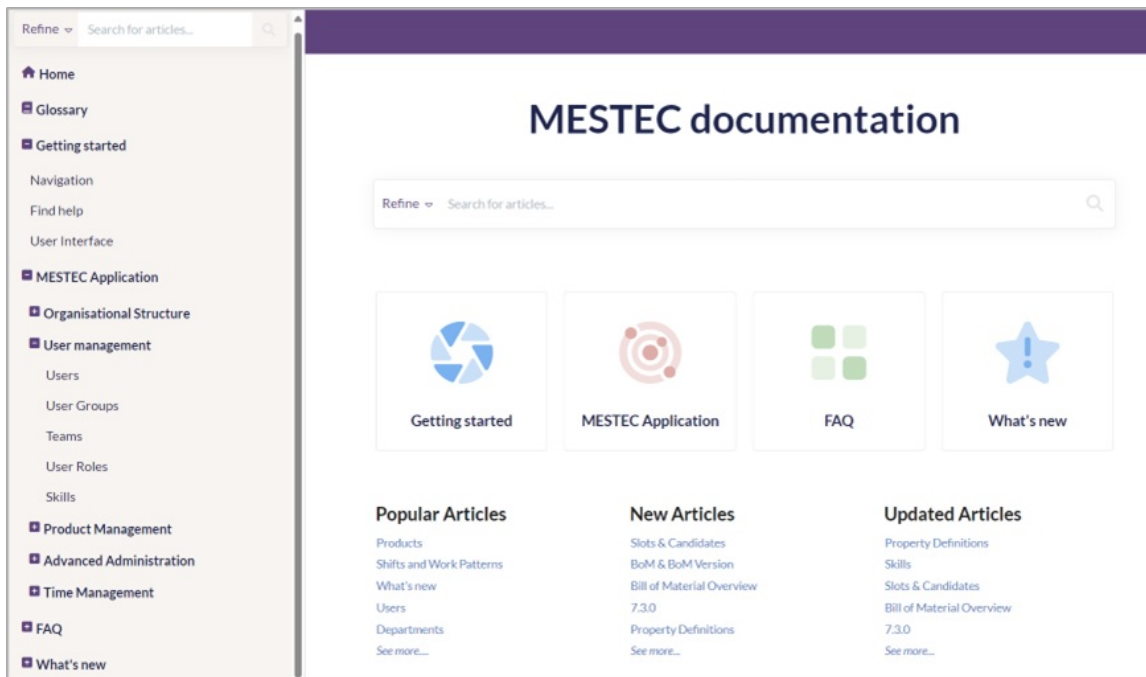 Refine Search for articles...
Home
Glossary
Getting started
Navigation
Find help
User Interface
MESTEC Application
Organisational Structure
User management
Users
User Groups
Teams
User Roles
Skills
Product Management
Advanced Administration
Time Management
FAQ
What's new
MESTEC documentation
Refine Search for articles...
Getting started
MESTEC Application
FAQ
What's new
Popular Articles
Products
Shifts and Work Patterns
What's new
Users
Departments
See more....
New Articles
Slots & Candidates
BoM & BoM Version
Bill of Material Overview
7.3.0
Property Definitions
See more...
Updated Articles
Property Definitions
Skills
Slots & Candidates
Bill of Material Overview
7.3.0
See more...